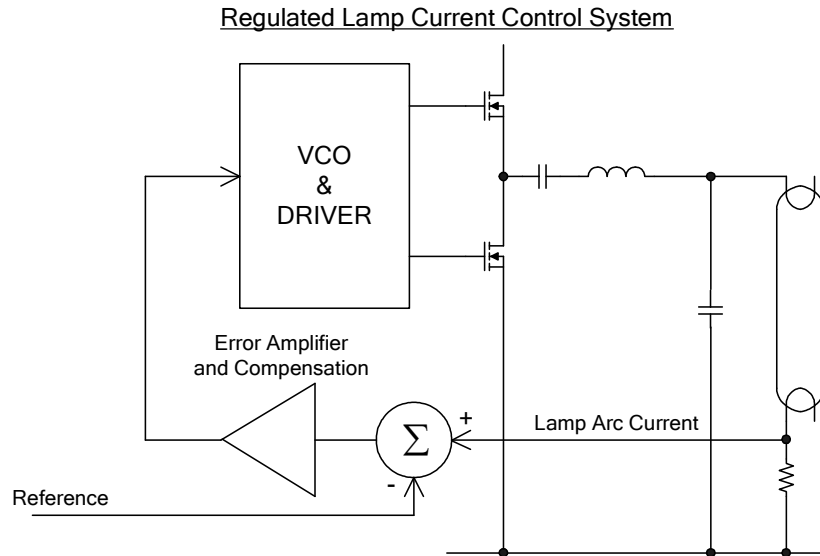 Regulated Lamp Current Control System
VCO
&
DRIVER
Error Amplifier
and Compensation
Σ
+
-
Lamp Arc Current
Reference